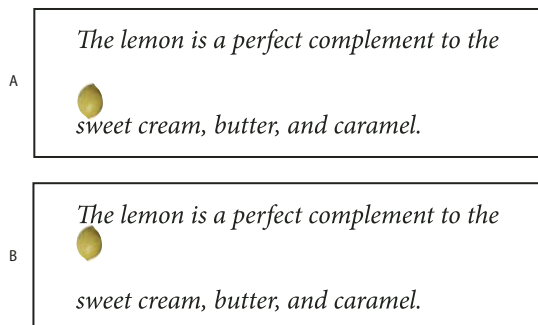 A
The lemon is a perfect complement to the
sweet cream, butter, and caramel.
B
The lemon is a perfect complement to the
sweet cream, butter, and caramel.